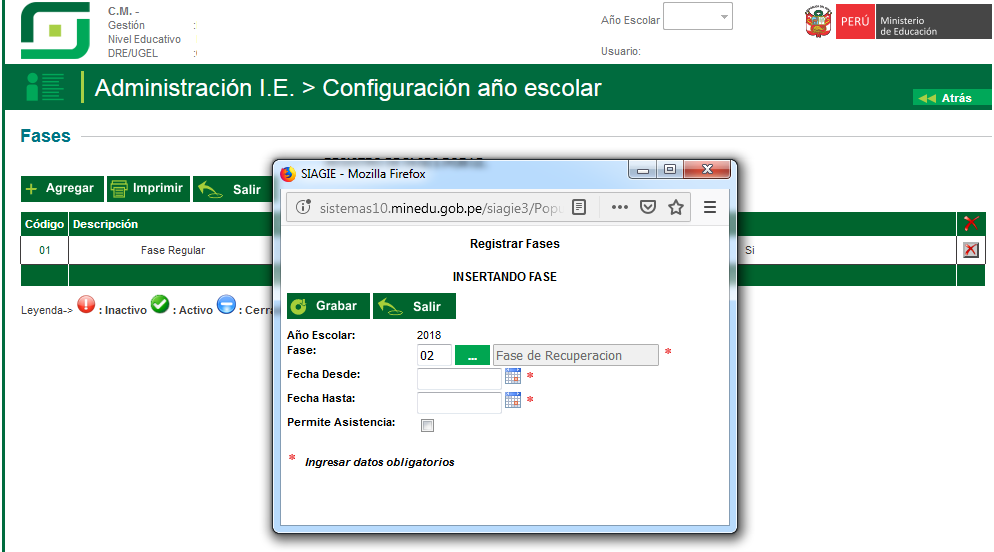 C.M. -
Gestión :
Nivel Educativo
DRE/UGEL :
Año Escolar
Usuario:
PERÚ
Ministerio
de Educación
Administración I.E. > Configuración año escolar
Atrás
Fases
Agregar
Imprimir
Salir
Código Descripción
01 Fase Regular Si
Leyenda-> : Inactivo : Activo : Cerr
SIAGIE - Mozilla Firefox
sistemas10.minedu.gob.pe/siagie3/Popu
Registrar Fases
INSERTANDO FASE
Grabar
Salir
Año Escolar: 2018
Fase: 02 ... Fase de Recuperacion *
Fecha Desde: *
Fecha Hasta: *
Permite Asistencia:
* Ingresar datos obligatorios